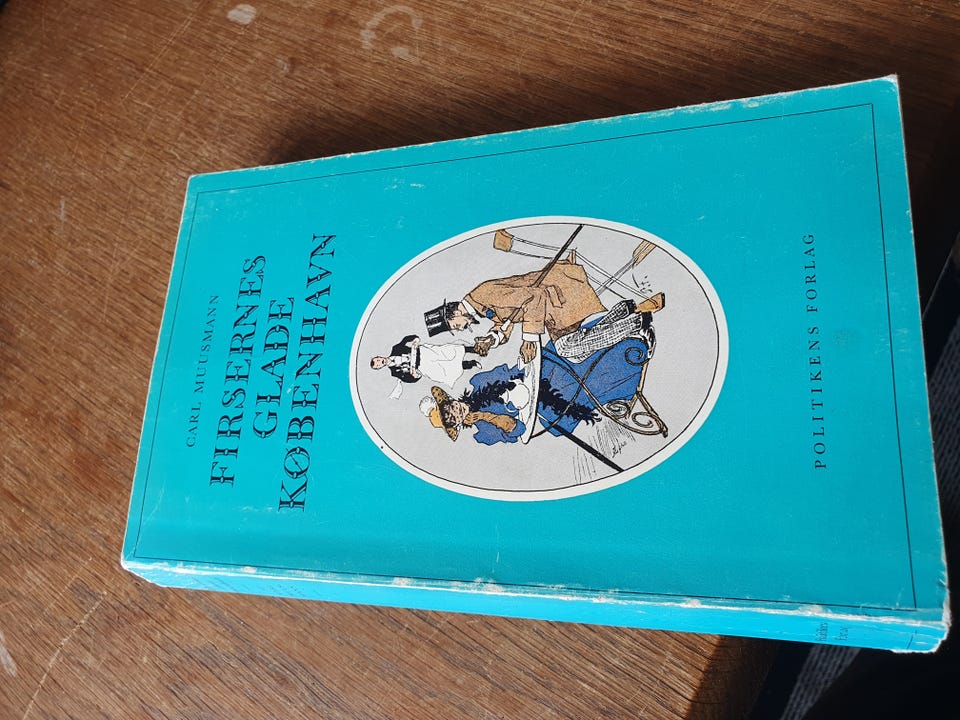 CARL MUUSMANN
FIRSERNES
GLADE
KØBENHAVN
POLITIKENS FORLAG